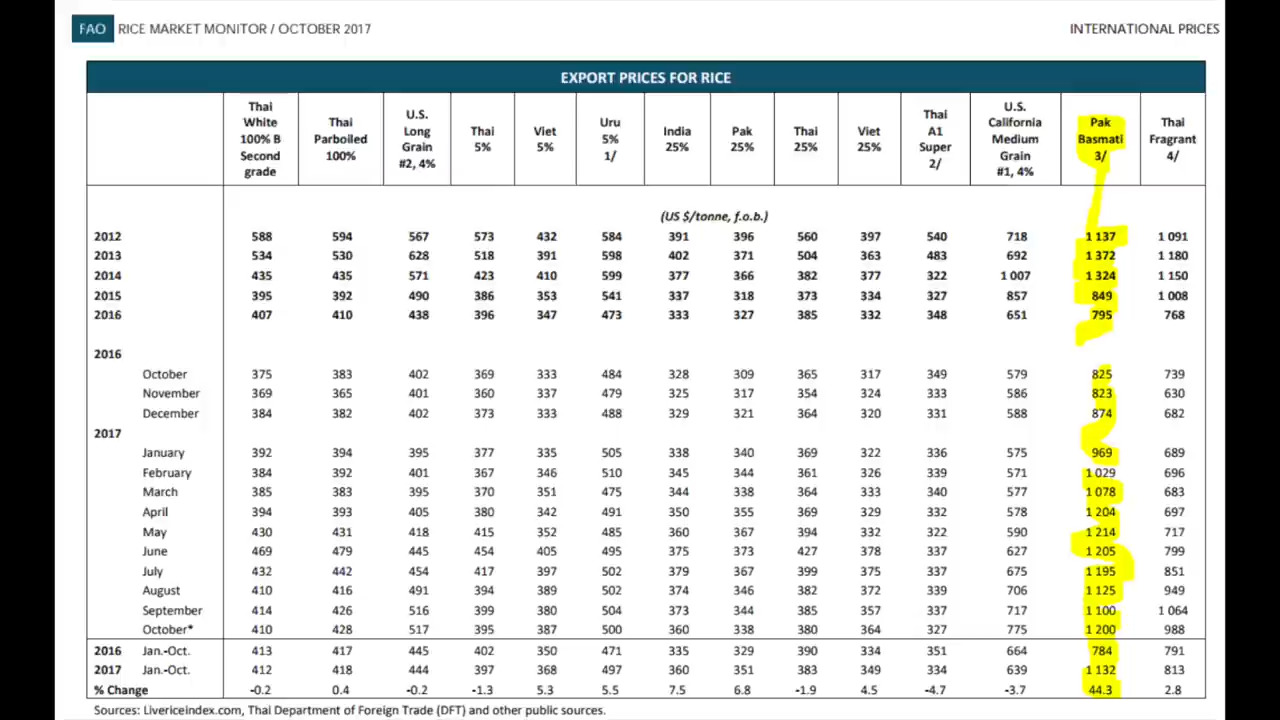 FAO RICE MARKET MONITOR / OCTOBER 2017 INTERNATIONAL PRICES
EXPORT PRICES FOR RICE
Thai White 100% B Second grade Thai Parboiled 100% U.S. Long Grain #2, 4% Thai 5% Viet 5% Uru 5% 1/ India 25% Pak 25% Thai 25% Viet 25% Thai A1 Super 2/ U.S. California Medium Grain #1, 4% Pak Basmati 3/ Thai Fragrant 4/
(US $/tonne, f.o.b.)
2012 588 594 567 573 432 584 391 396 560 397 540 718 1 137 1 091
2013 534 530 628 518 391 598 402 371 504 363 483 692 1 372 1 180
2014 435 435 571 423 410 599 377 366 382 377 322 1 007 1 324 1 150
2015 395 392 490 386 353 541 337 318 373 334 327 857 849 1 008
2016 407 410 438 396 347 473 333 327 385 332 348 651 795 768
2016
October 375 383 402 369 333 484 328 309 365 317 349 579 825 739
November 369 365 401 360 337 479 325 317 354 324 333 586 823 630
December 384 382 402 373 333 488 329 321 364 320 331 588 874 682
2017
January 392 394 395 377 335 505 338 340 369 322 336 575 969 689
February 384 392 401 367 346 510 345 344 361 326 339 571 1 029 696
March 385 383 395 370 351 475 344 338 364 333 340 577 1 078 683
April 394 393 405 380 342 491 350 355 369 329 332 578 1 204 697
May 430 431 418 415 352 485 360 367 394 332 322 590 1 214 717
June 469 479 445 454 405 495 375 373 427 378 337 627 1 205 799
July 432 442 454 417 397 502 379 367 399 375 337 675 1 195 851
August 410 416 491 394 389 502 374 346 382 372 339 706 1 125 949
September 414 426 516 399 380 504 373 344 385 357 337 717 1 100 1 064
October* 410 428 517 395 387 500 360 338 380 364 327 775 1 200 988
2016 Jan.-Oct. 413 417 445 402 350 471 335 329 390 334 351 664 784 791
2017 Jan.-Oct. 412 418 444 397 368 497 360 351 383 349 334 639 1 132 813
% Change -0.2 0.4 -0.2 -1.3 5.3 5.5 7.5 6.8 -1.9 4.5 -4.7 -3.7 44.3 2.8
Sources: Livericeindex.com, Thai Department of Foreign Trade (DFT) and other public sources.